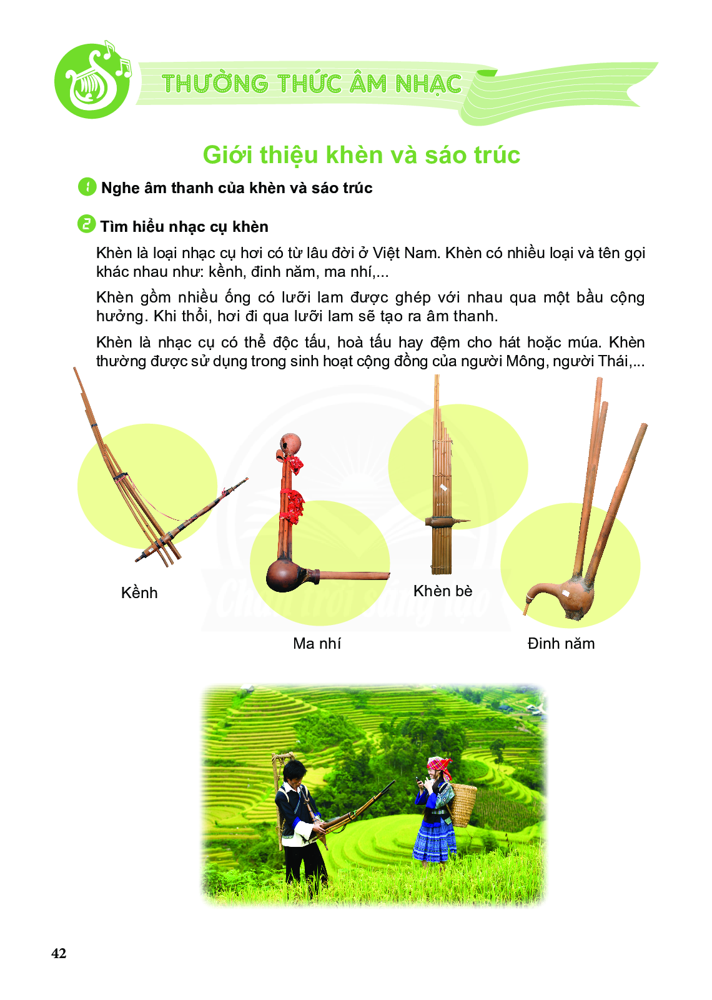 THƯỜNG THỨC ÂM NHẠC
Giới thiệu khèn và sáo trúc
1 Nghe âm thanh của khèn và sáo trúc
2 Tìm hiểu nhạc cụ khèn
Khèn là loại nhạc cụ hơi có từ lâu đời ở Việt Nam. Khèn có nhiều loại và tên gọi
khác nhau như: kềnh, đinh năm, ma nhí,...
Khèn gồm nhiều ống có lưỡi lam được ghép với nhau qua một bầu cộng
hưởng. Khi thổi, hơi đi qua lưỡi lam sẽ tạo ra âm thanh.
Khèn là nhạc cụ có thể độc tấu, hoà tấu hay đệm cho hát hoặc múa. Khèn
thường được sử dụng trong sinh hoạt cộng đồng của người Mông, người Thái,...
Kềnh
Khèn bè
Chân trời sáng tạo
Ma nhí
Đinh năm
42